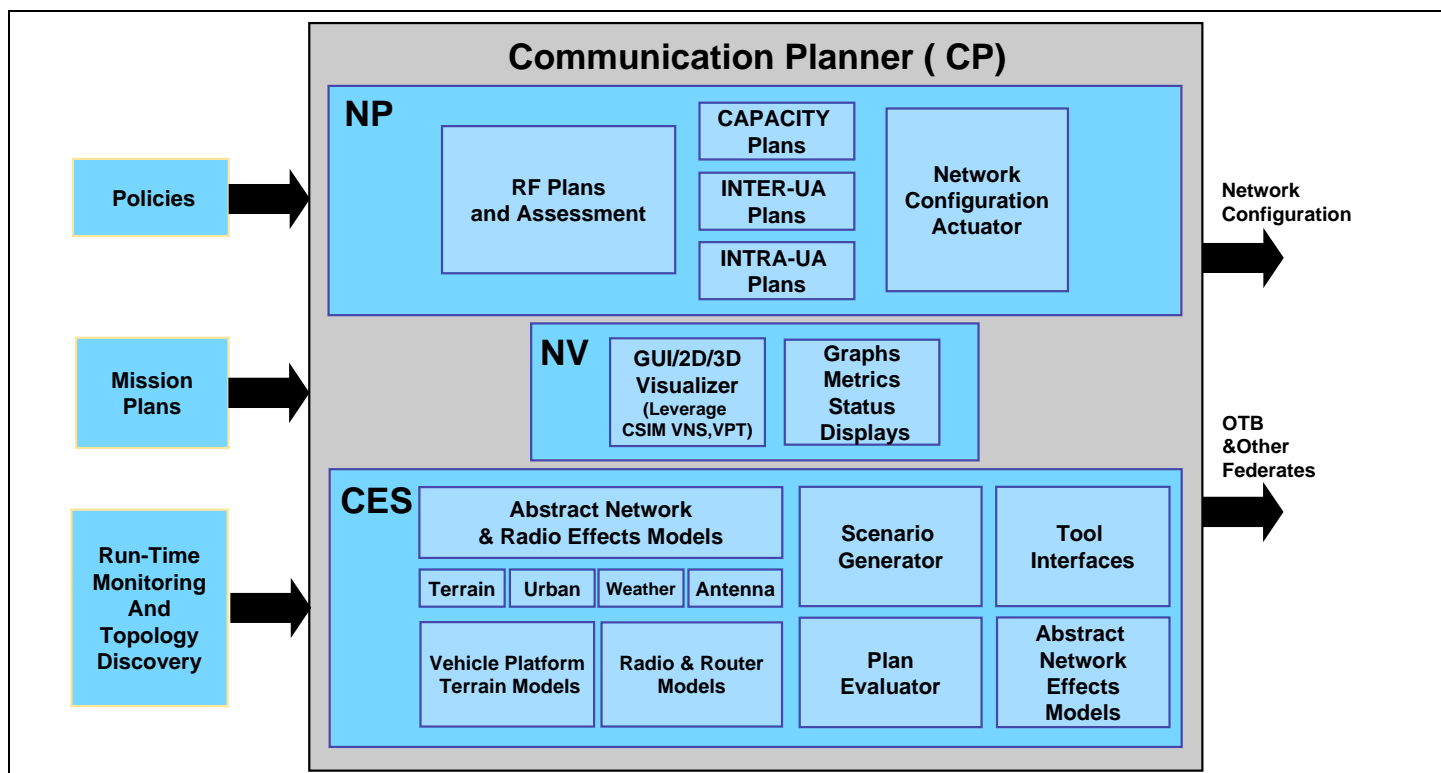 Communication Planner ( CP)
NP
RF Plans
and Assessment
CAPACITY
Plans
INTER-UA
Plans
INTRA-UA
Plans
Network
Configuration
Actuator
Policies
Network
Configuration
NV
GUI/2D/3D
Visualizer
(Leverage
CSIM VNS,VPT)
Graphs
Metrics
Status
Displays
Mission
Plans
OTB
&Other
Federates
CES
Abstract Network
& Radio Effects Models
Terrain
Urban
Weather
Antenna
Vehicle Platform
Terrain Models
Radio & Router
Models
Scenario
Generator
Tool
Interfaces
Plan
Evaluator
Abstract
Network
Effects
Models
Run-Time
Monitoring
And
Topology
Discovery